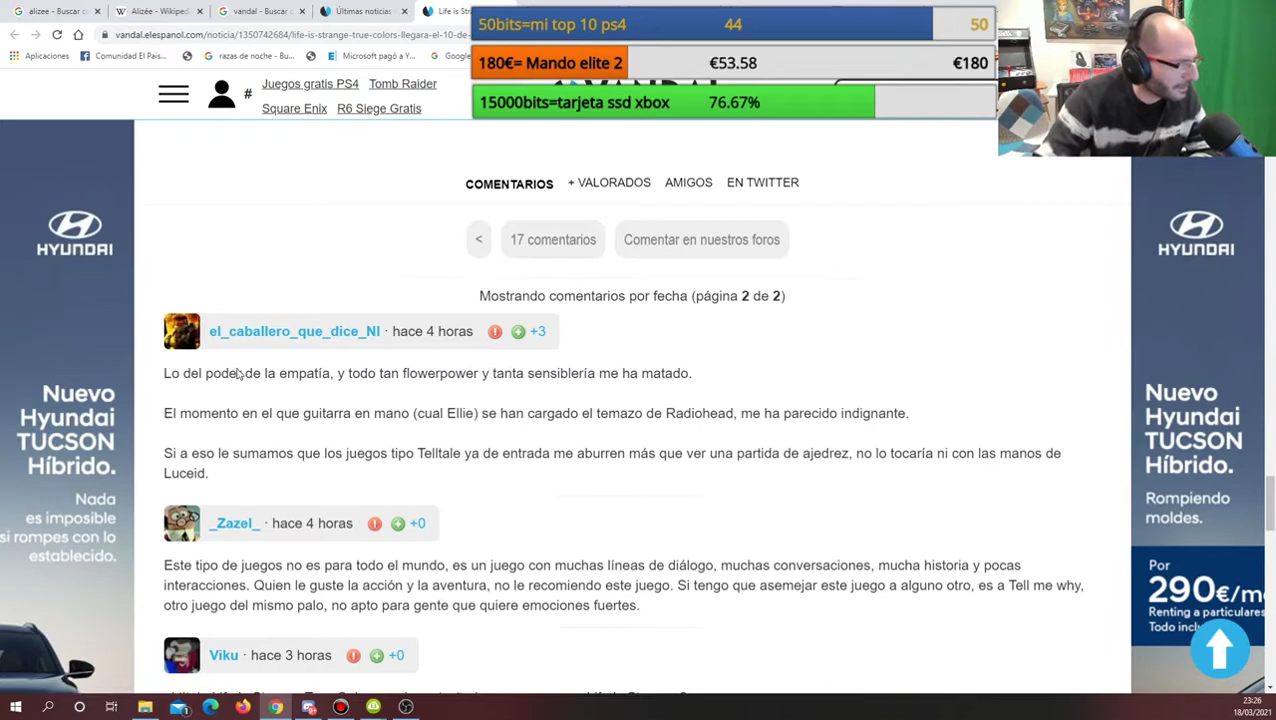 alizee - Buscar co
Alizée - Wikiped
vandal - Buscar c
Últimas noticias
Life is Str
vandal.elespanol.com/noticia/1350742684/life-is-strange-true-colors-llegara-el-10-de
Aplicaciones
Comunidad El País
razas de noche - B
Microsoft pagó a Y
Google
50bits=mi top 10 ps4
44
50
180€= Mando elite 2
€53.58
€180
15000bits=tarjeta ssd xbox
76.67%
#
Juegos gratis PS4
Tomb Raider
Square Enix
R6 Siege Gratis
COMENTARIOS
+ VALORADOS
AMIGOS
EN TWITTER
<
17 comentarios
Comentar en nuestros foros
Mostrando comentarios por fecha (página 2 de 2)
el_caballero_que_dice_NI · hace 4 horas
+3
Lo del poder de la empatía, y todo tan flowerpower y tanta sensiblería me ha matado.
El momento en el que guitarra en mano (cual Ellie) se han cargado el temazo de Radiohead, me ha parecido indignante.
Si a eso le sumamos que los juegos tipo Telltale ya de entrada me aburren más que ver una partida de ajedrez, no lo tocaría ni con las manos de
Luceid.
_Zazel_ · hace 4 horas
+0
Este tipo de juegos no es para todo el mundo, es un juego con muchas líneas de diálogo, muchas conversaciones, mucha historia y pocas
interacciones. Quien le guste la acción y la aventura, no le recomiendo este juego. Si tengo que asemejar este juego a alguno otro, es a Tell me why,
otro juego del mismo palo, no apto para gente que quiere emociones fuertes.
Viku · hace 3 horas
+0
HYUNDAI
Nuevo
Hyundai
TUCSON
Híbrido.
Nada
es imposible
si rompes con lo
establecido.
HYUNDAI
Nuevo
Hyundai
TUCSON
Híbrido.
Rompiendo
moldes.
Por
290€/m
Renting a particulares
Todo inclu
23:26
18/03/2021